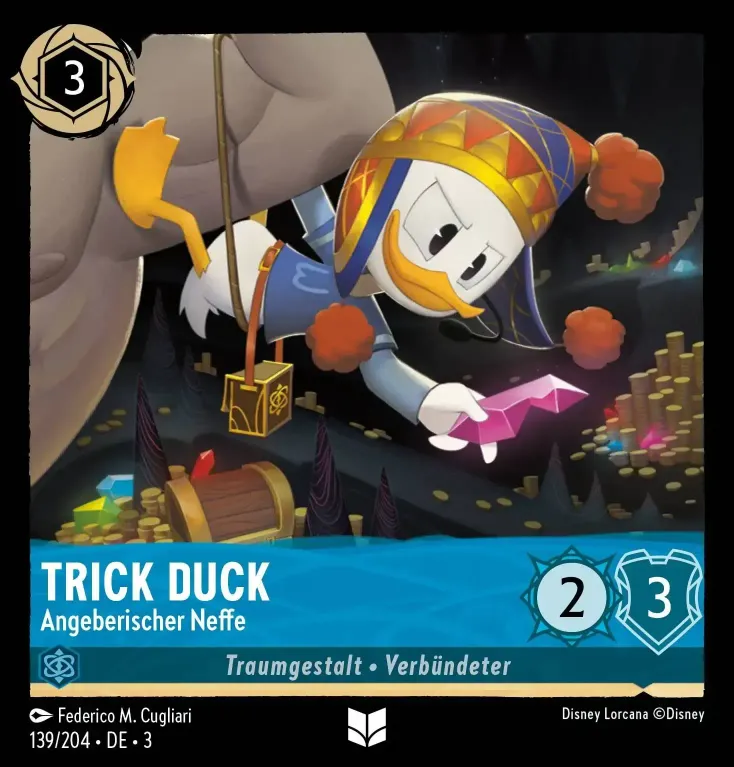 3
TRICK DUCK
Angeberischer Neffe
2
3
Traumgestalt • Verbündeter
Federico M. Cugliari
Disney Lorcana ©Disney
139/204 • DE • 3